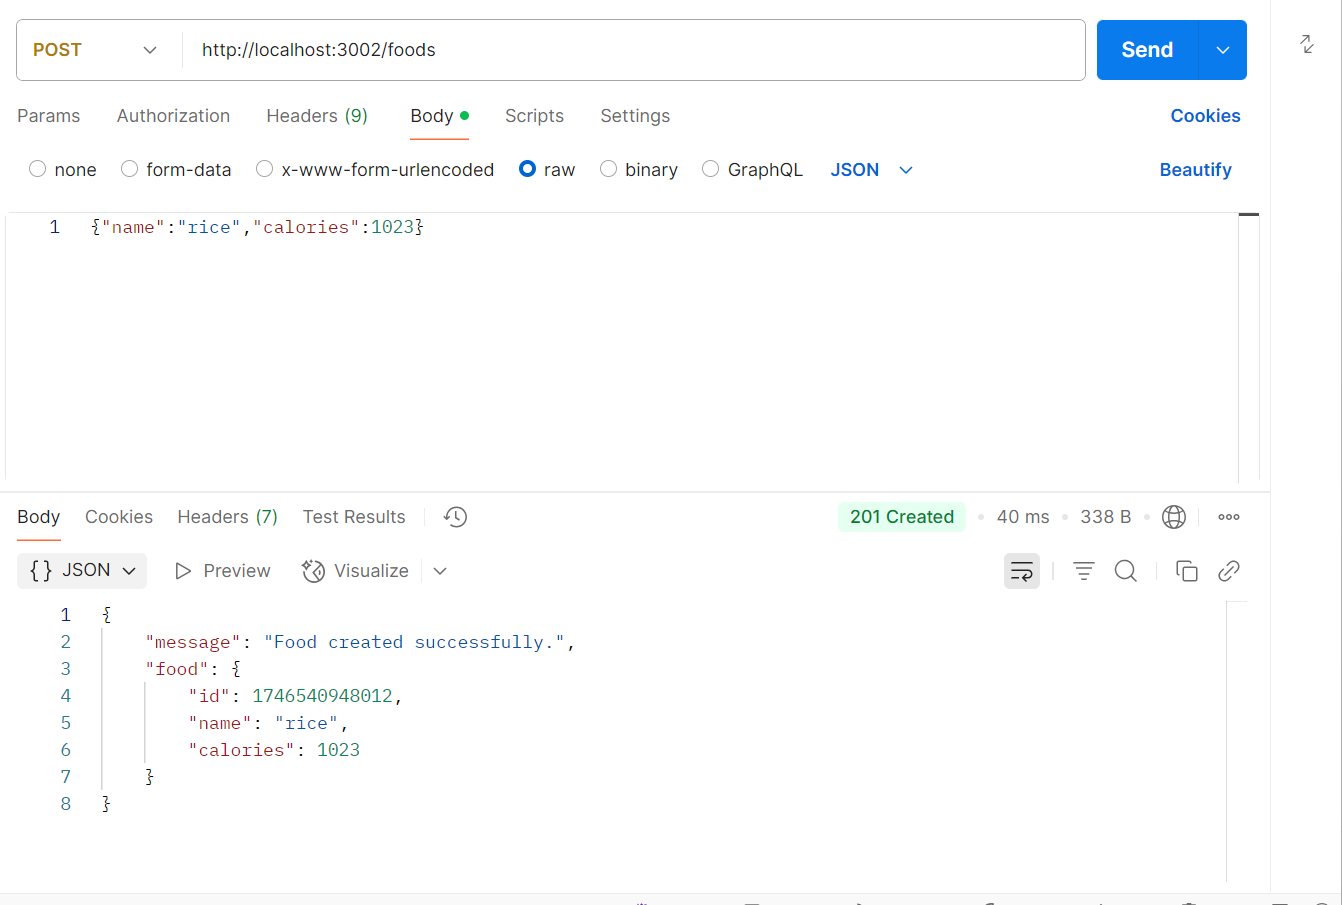 POST http://localhost:3002/foods Send
Params Authorization Headers (9) Body Scripts Settings Cookies
none form-data x-www-form-urlencoded raw binary GraphQL JSON Beautify
1 {"name":"rice","calories":1023}
Body Cookies Headers (7) Test Results 201 Created 40 ms 338 B
{} JSON Preview Visualize
1 {
2 "message": "Food created successfully.",
3 "food": {
4 "id": 1746540948012,
5 "name": "rice",
6 "calories": 1023
7 }
8 }